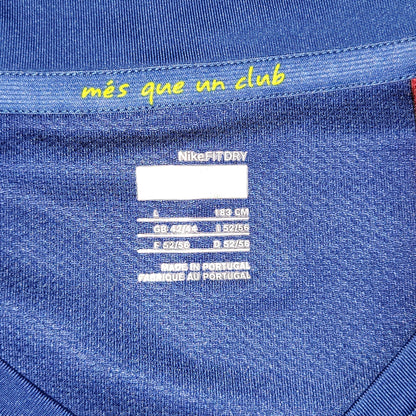 més que un club
NikeFITDRY
L 183 CM
GB 42/44 I 52/56
F 52/56 D 52/56
MADE IN PORTUGAL
FABRIQUÉ AU PORTUGAL